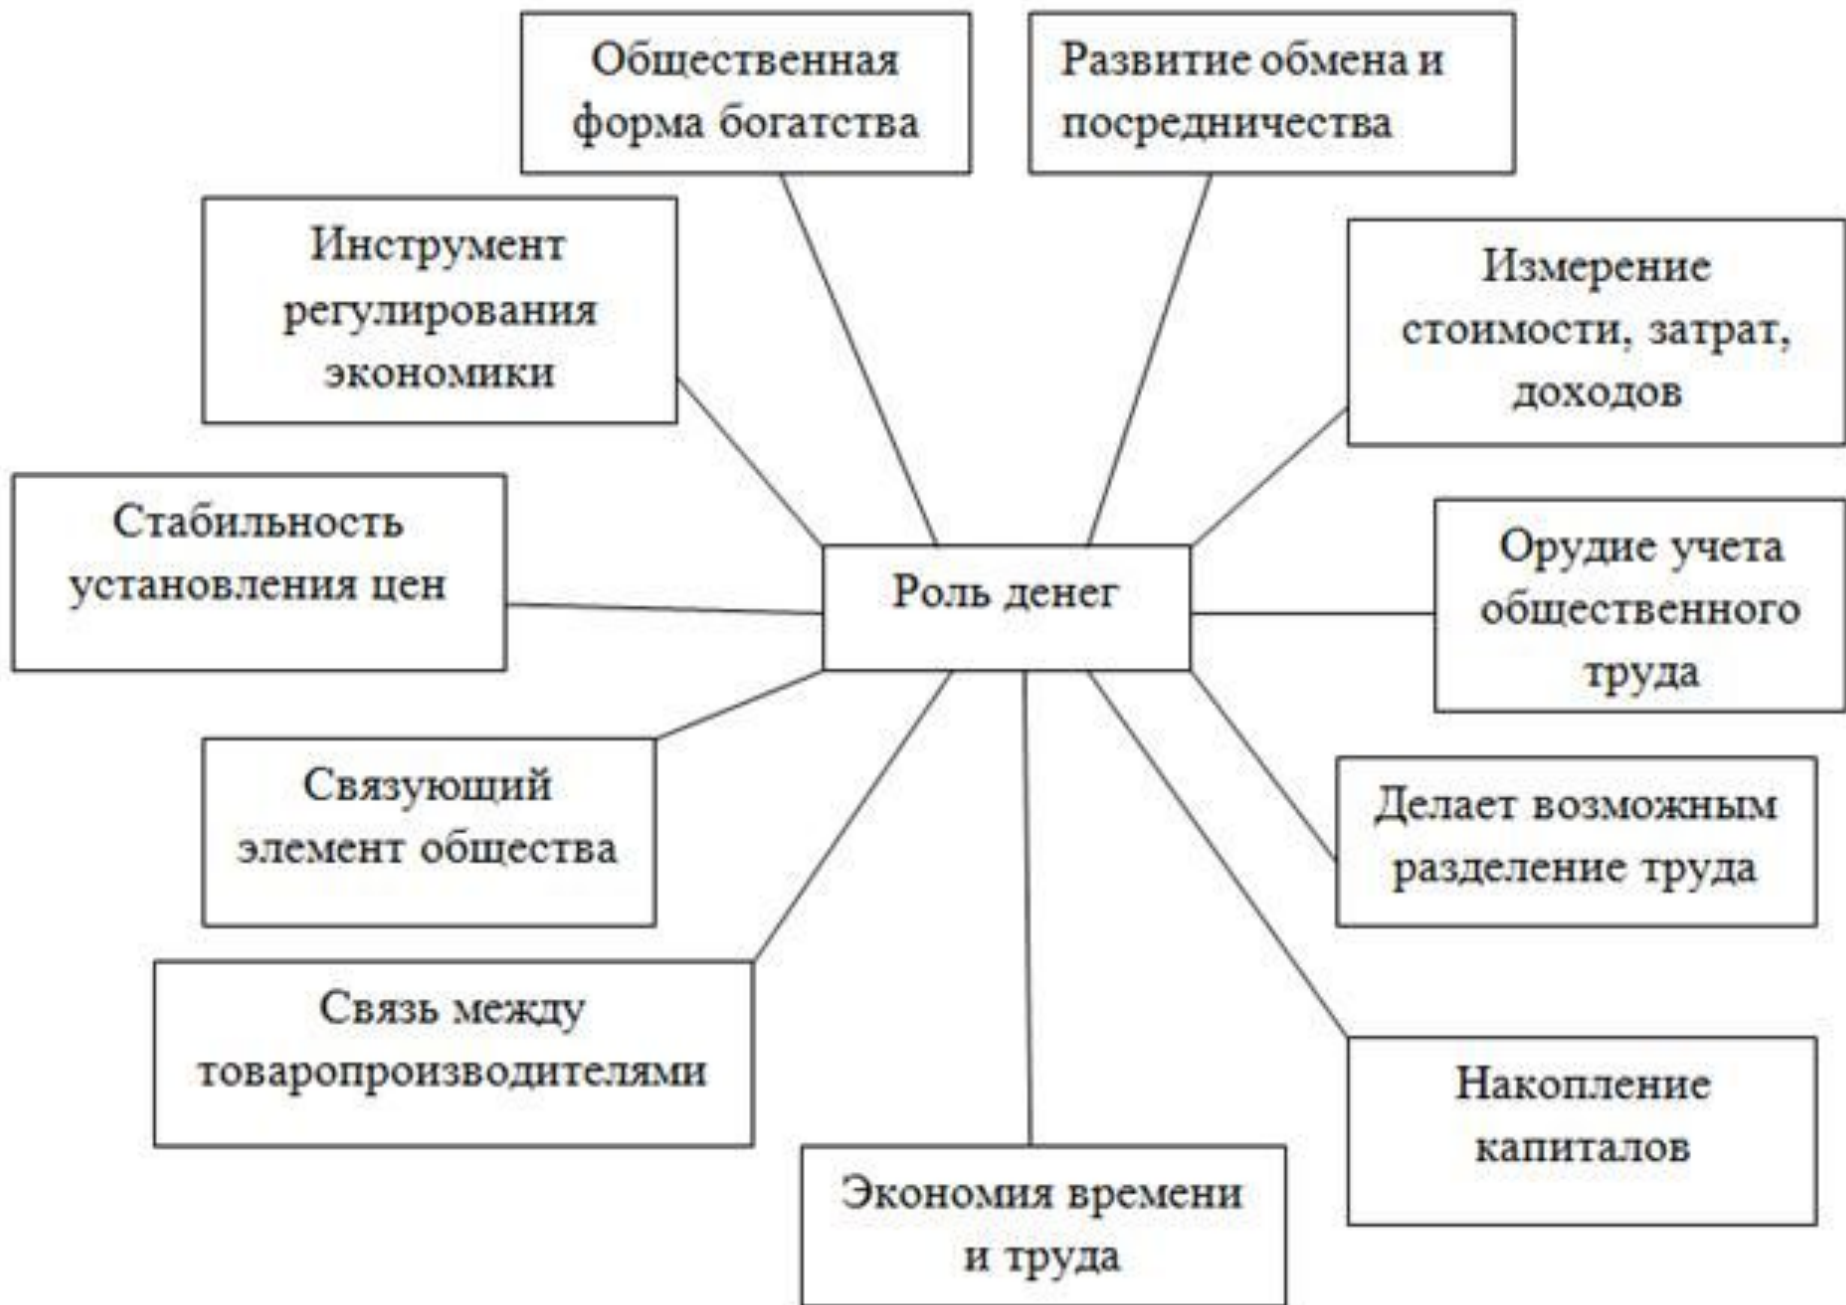 Общественная
форма богатства
Развитие обмена и
посредничества
Инструмент
регулирования
экономики
Измерение
стоимости, затрат,
доходов
Стабильность
установления цен
Роль денег
Орудие учета
общественного
труда
Связующий
элемент общества
Делает возможным
разделение труда
Связь между
товаропроизводителями
Накопление
капиталов
Экономия времени
и труда